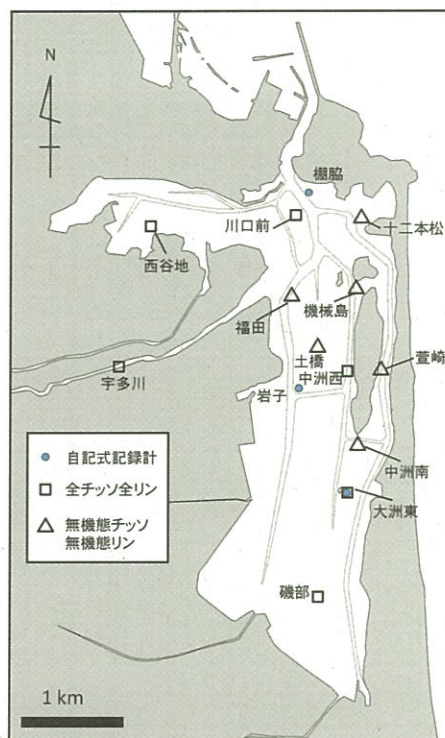 N
棚脇
川口前
十二本松
西谷地
福田
機械島
宇多川
土橋
中洲西
萱崎
岩子
自記式記録計
全チッソ全リン
無機態チッソ
無機態リン
中洲南
大洲東
磯部
1 km